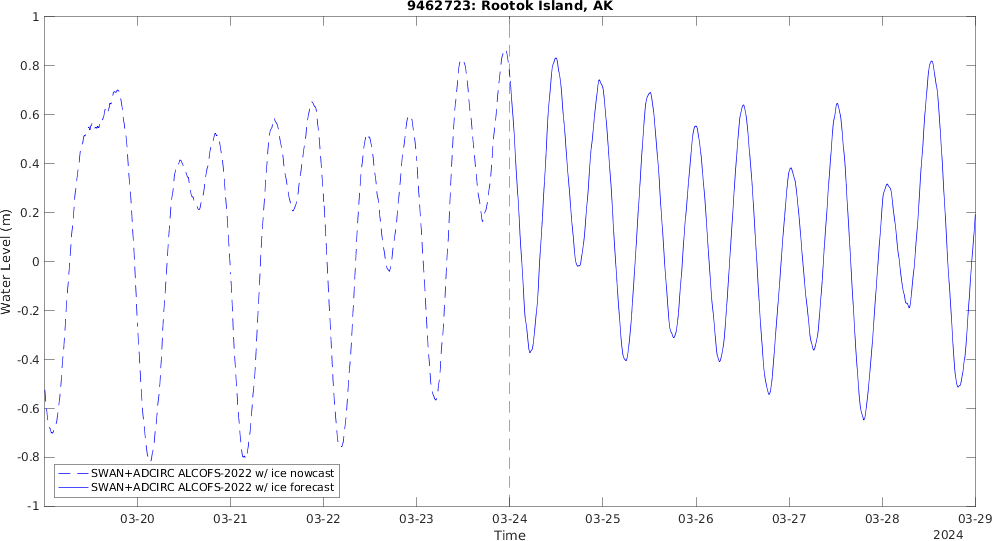 9462723: Rootok Island, AK
1
0.8
0.6
0.4
0.2
0
-0.2
-0.4
-0.6
-0.8
-1
Water Level (m)
SWAN+ADCIRC ALCOFS-2022 w/ ice nowcast
SWAN+ADCIRC ALCOFS-2022 w/ ice forecast
03-20 03-21 03-22 03-23 03-24 03-25 03-26 03-27 03-28 03-29
Time
2024